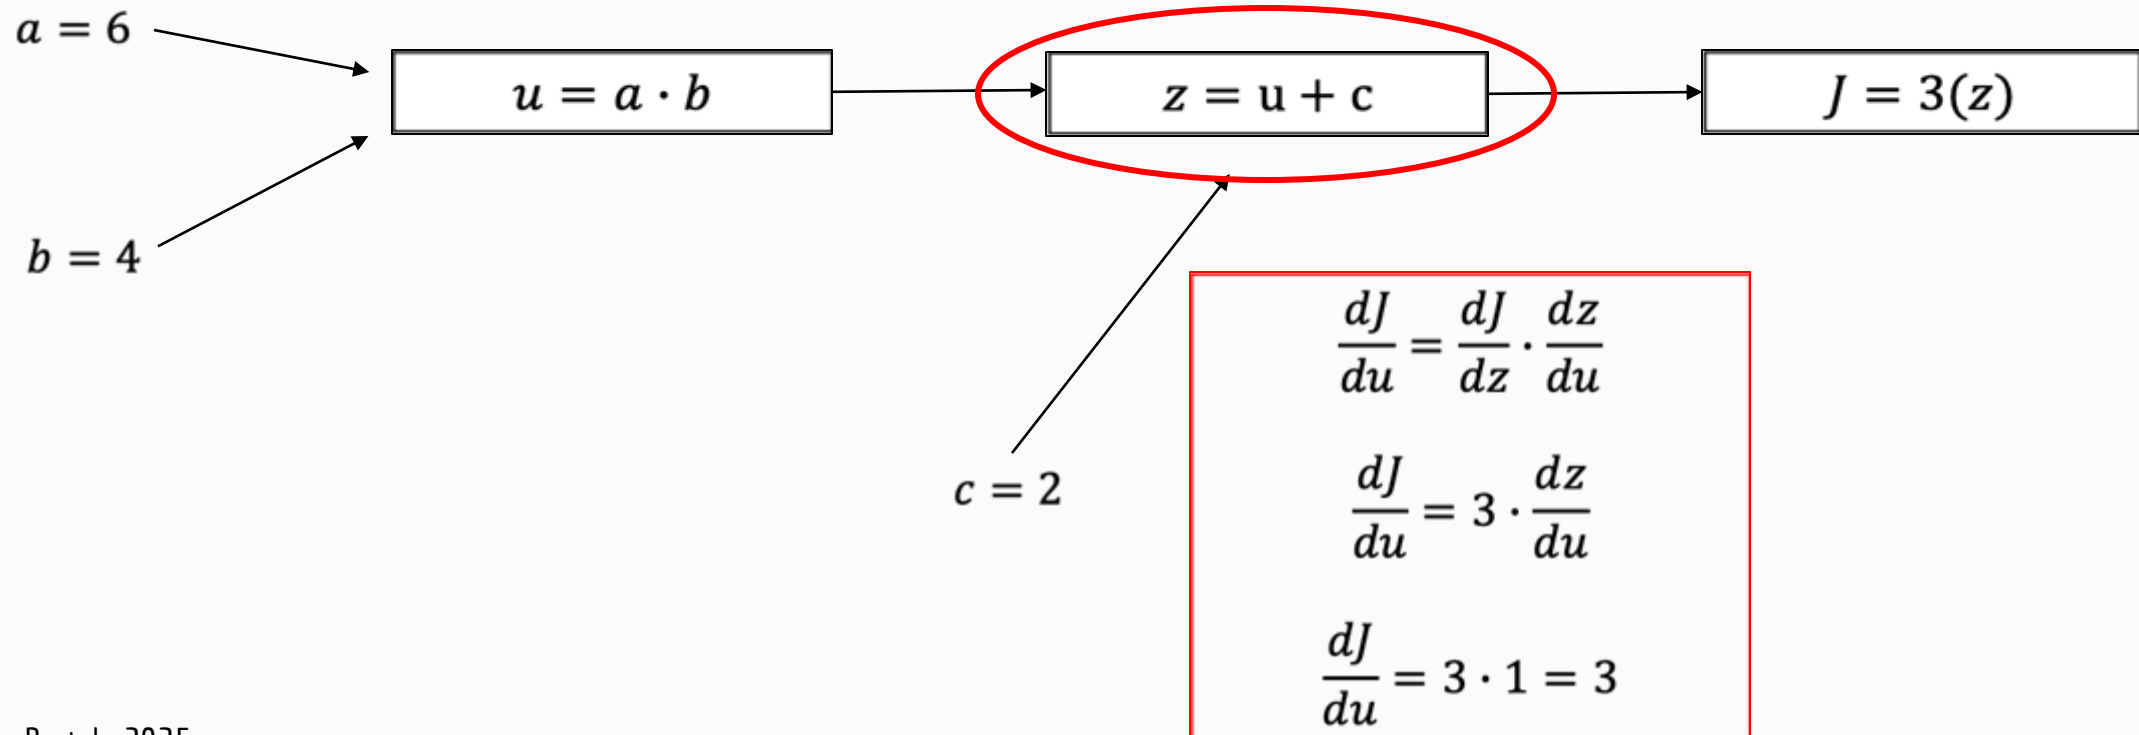 a = 6
u = a · b
z = u + c
J = 3(z)
b = 4
c = 2
dJ/du = dJ/dz · dz/du
dJ/du = 3 · dz/du
dJ/du = 3 · 1 = 3